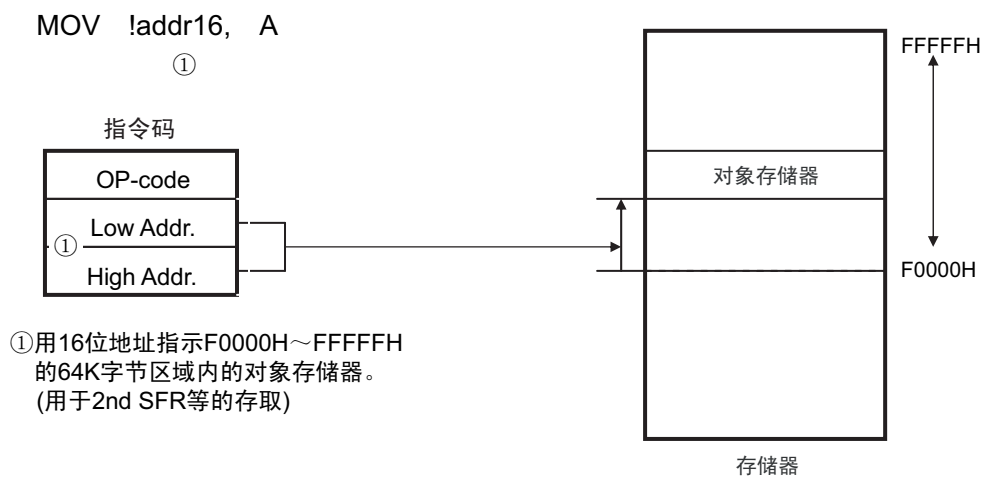 MOV !addr16, A
①
指令码
OP-code
Low Addr.
①
High Addr.
①用16位地址指示F0000H～FFFFFH
的64K字节区域内的对象存储器。
(用于2nd SFR等的存取)
FFFFFH
对象存储器
F0000H
存储器